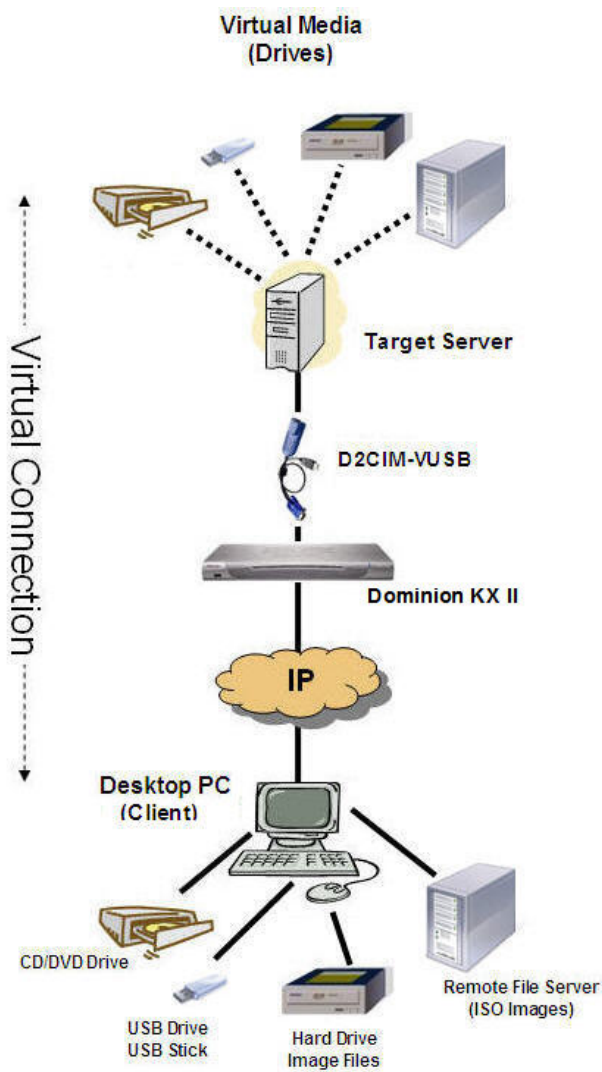 Virtual Media
(Drives)
Target Server
Virtual Connection
D2CIM-VUSB
Dominion KX II
IP
Desktop PC
(Client)
CD/DVD Drive
USB Drive
USB Stick
Hard Drive
Image Files
Remote File Server
(ISO Images)